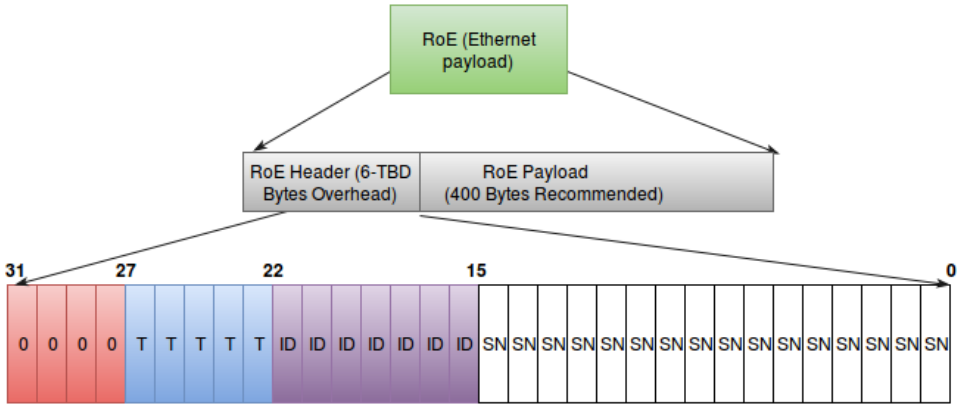 RoE (Ethernet
payload)
RoE Header (6-TBD
Bytes Overhead)
RoE Payload
(400 Bytes Recommended)
31 27 22 15 0
0 0 0 0 T T T T T ID ID ID ID ID ID ID SN SN SN SN SN SN SN SN SN SN SN SN SN SN SN SN